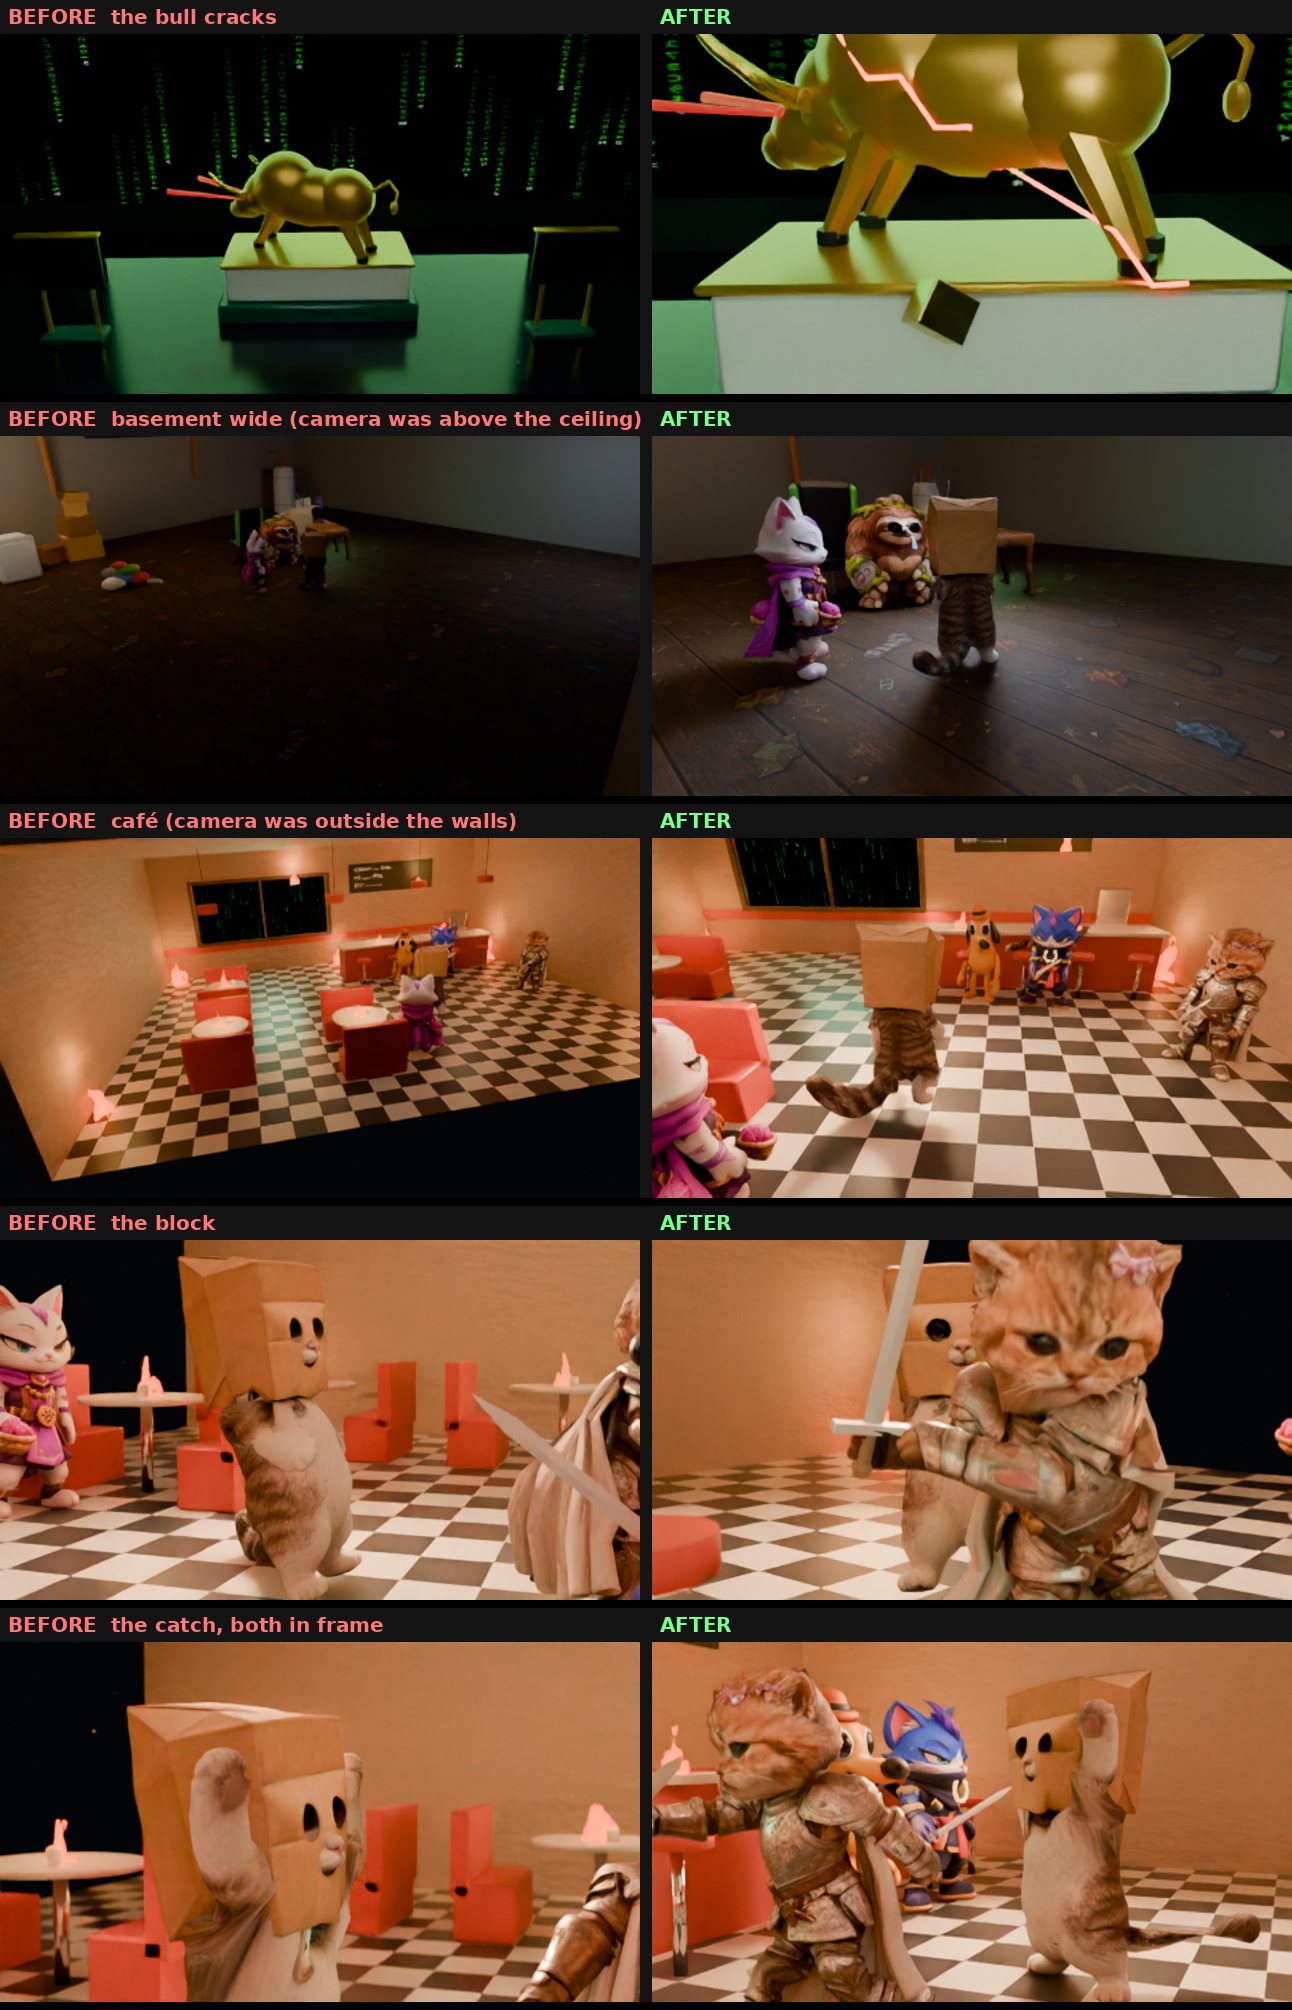 BEFORE the bull cracks
AFTER
BEFORE basement wide (camera was above the ceiling)
AFTER
BEFORE café (camera was outside the walls)
AFTER
BEFORE the block
AFTER
BEFORE the catch, both in frame
AFTER